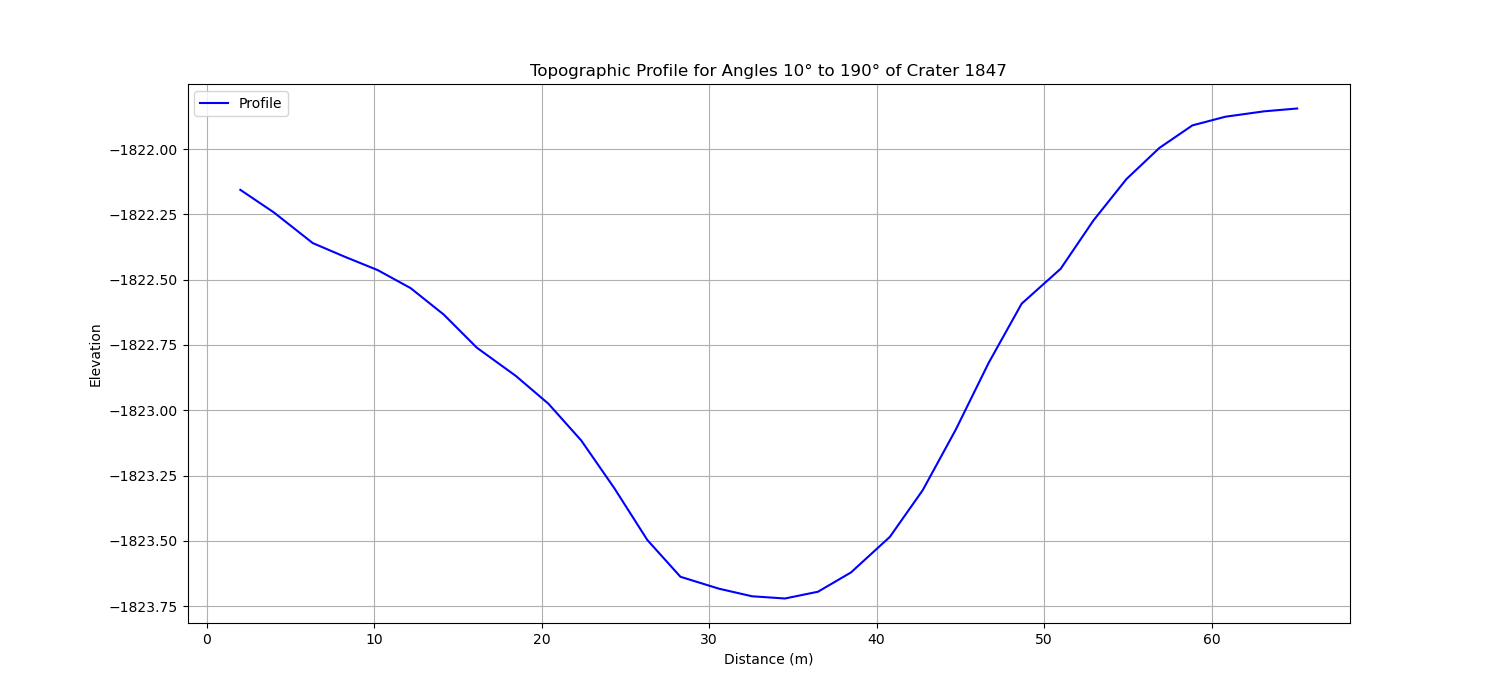 Topographic Profile for Angles 10° to 190° of Crater 1847
Profile
−1822.00
−1822.25
−1822.50
−1822.75
−1823.00
−1823.25
−1823.50
−1823.75
Elevation
0 10 20 30 40 50 60
Distance (m)